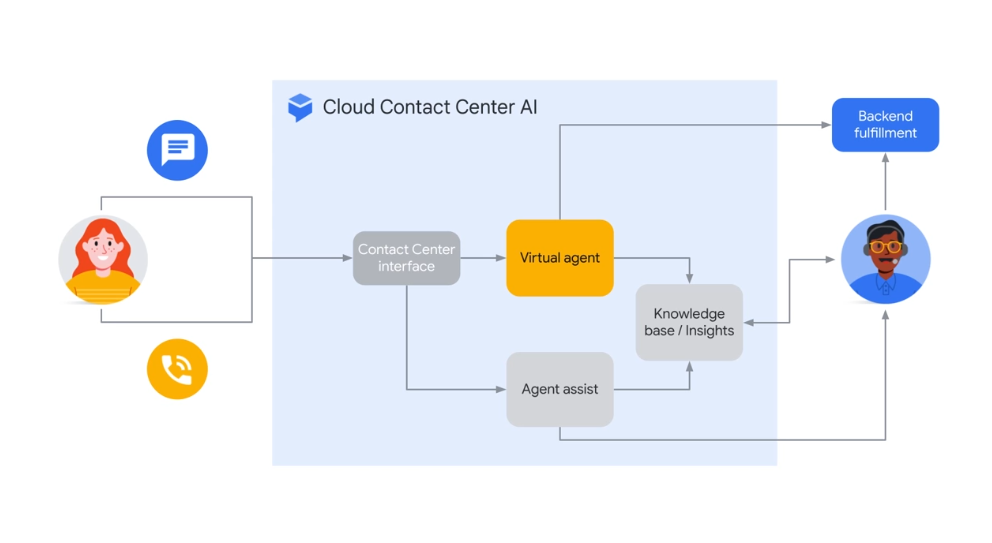 Cloud Contact Center AI
Backend
fulfillment
Contact Center
interface
Virtual agent
Knowledge
base / Insights
Agent assist